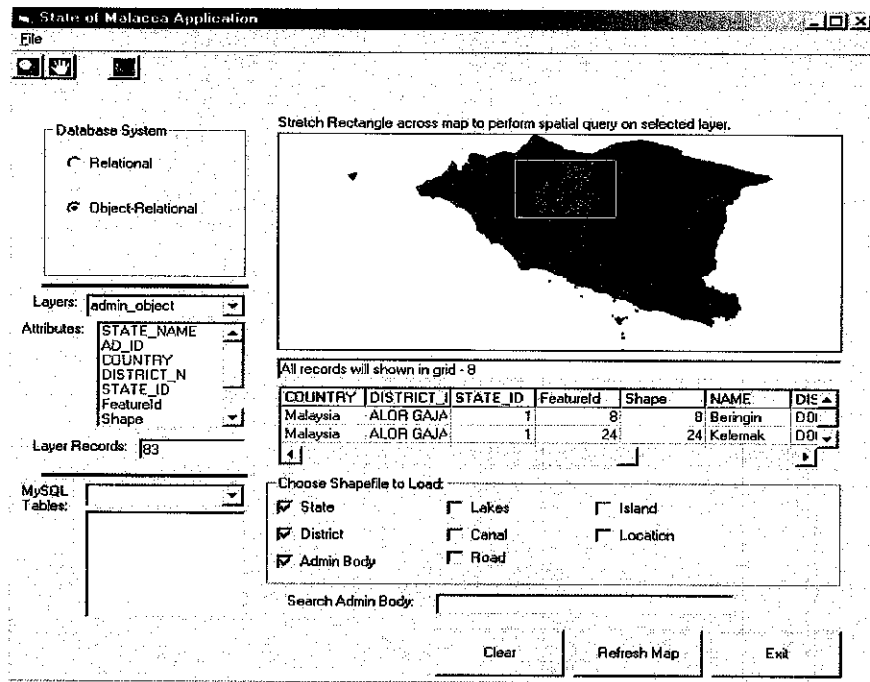 State of Malacca Application
File
Database System
Relational
Object-Relational
Stretch Rectangle across map to perform spatial query on selected layer.
Layers: admin_object
Attributes: STATE_NAME
AD_ID
COUNTRY
DISTRICT_N
STATE_ID
FeatureId
Shape
Layer Records: 83
All records will shown in grid - 8
COUNTRY DISTRICT_ STATE_ID FeatureId Shape NAME DIS
Malaysia ALOR GAJA 1 8 8 Beringin DOL
Malaysia ALOR GAJA 1 24 24 Kelemak DOL
MySQL Tables:
Choose Shapefile to Load:
State Lakes Island
District Canal Location
Admin Body Road
Search Admin Body:
Clear Refresh Map Exit